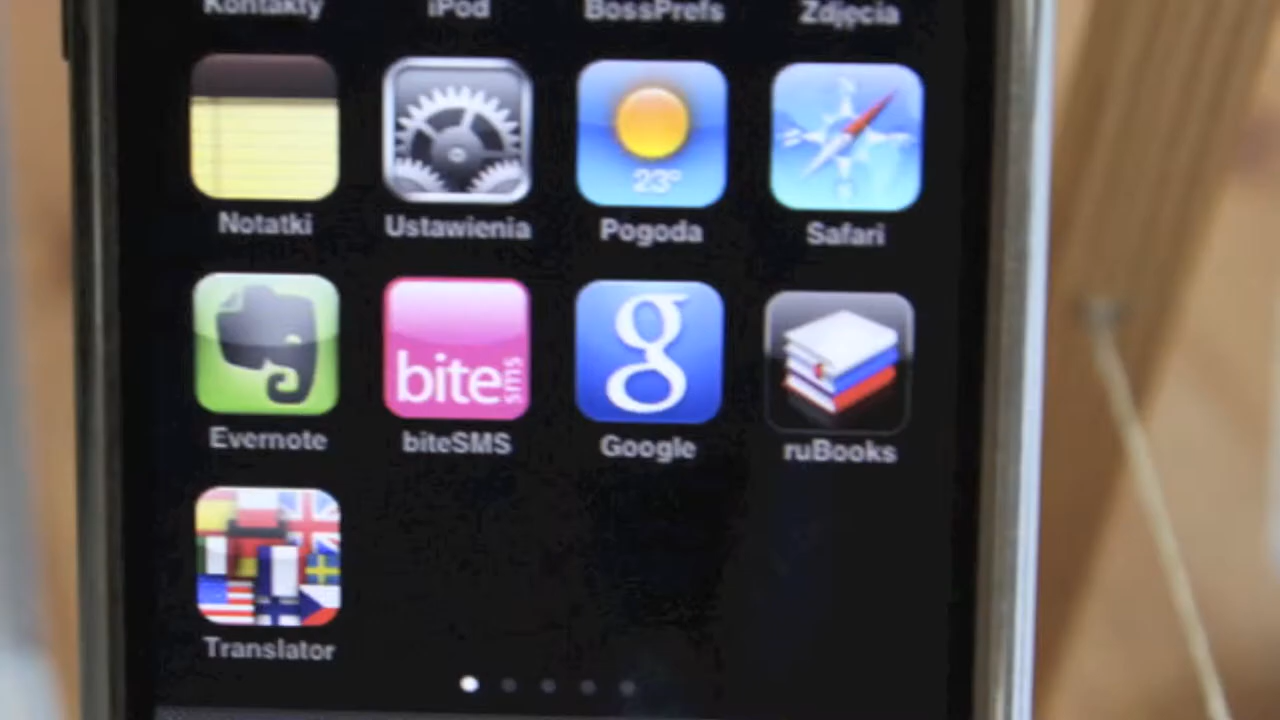 Kontakty iPod BossPrefs Zdjęcia
23°
Notatki Ustawienia Pogoda Safari
bite sms
g
Evernote biteSMS Google ruBooks
Translator